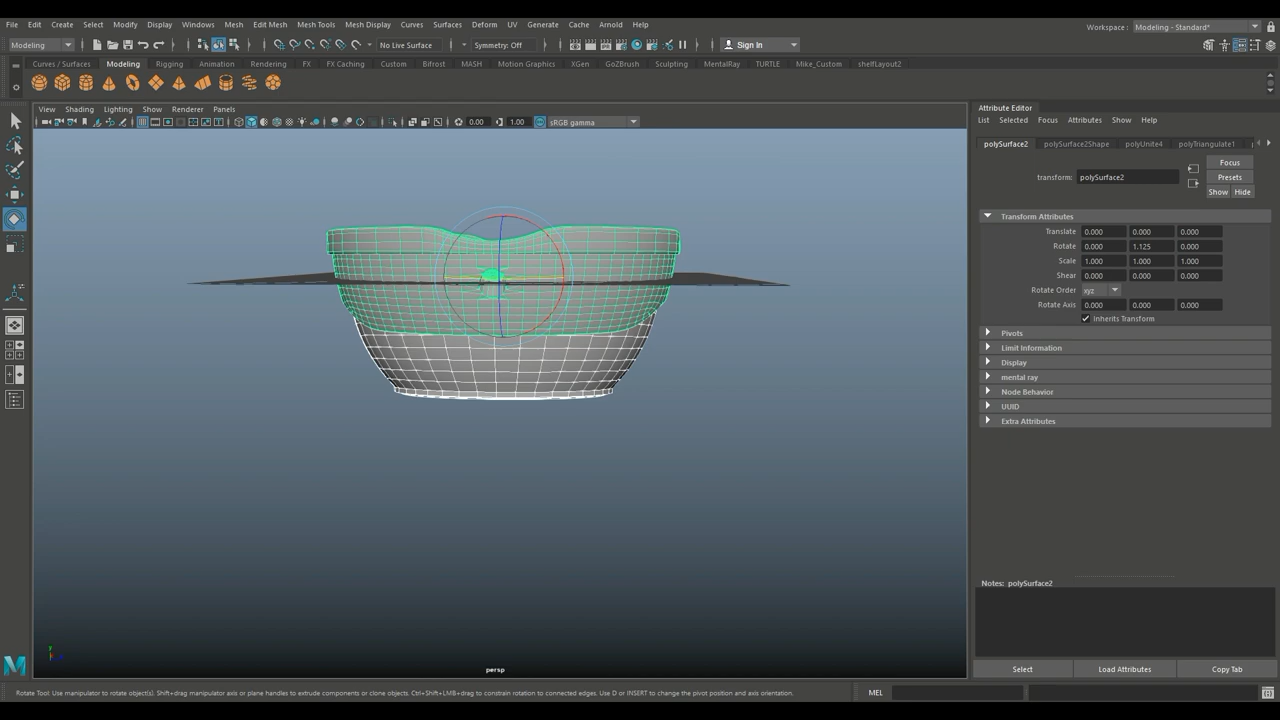 File Edit Create Select Modify Display Windows Mesh Edit Mesh Mesh Tools Mesh Display Curves Surfaces Deform UV Generate Cache Arnold Help
Workspace : Modeling - Standard*
Modeling No Live Surface Symmetry: Off Sign In
Curves / Surfaces Modeling Rigging Animation Rendering FX FX Caching Custom Bifrost MASH Motion Graphics XGen GoZBrush Sculpting MentalRay TURTLE Mike_Custom shelfLayout2
View Shading Lighting Show Renderer Panels
0.00 1.00 sRGB gamma
persp
Attribute Editor
List Selected Focus Attributes Show Help
polySurface2 polySurface2Shape polyUnite4 polyTriangulate1
Focus
transform: polySurface2 Presets
Show Hide
Transform Attributes
Translate 0.000 0.000 0.000
Rotate 0.000 1.125 0.000
Scale 1.000 1.000 1.000
Shear 0.000 0.000 0.000
Rotate Order xyz
Rotate Axis 0.000 0.000 0.000
Inherits Transform
Pivots
Limit Information
Display
mental ray
Node Behavior
UUID
Extra Attributes
Notes: polySurface2
Select Load Attributes Copy Tab
Rotate Tool: Use manipulator to rotate object(s). Shift+drag manipulator axis or plane handles to extrude components or clone objects. Ctrl+Shift+LMB+drag to constrain rotation to connected edges. Use D or INSERT to change the pivot position and axis orientation.
MEL